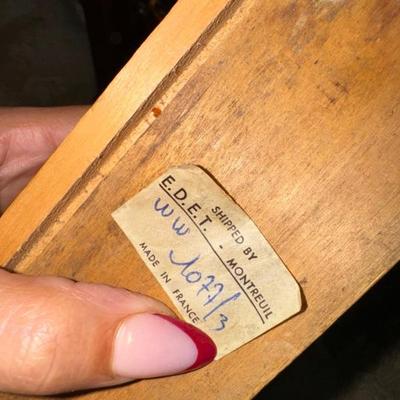 SHIPPED BY
E.D.E.T. - MONTREUIL
WW 1077/3
MADE IN FRANCE